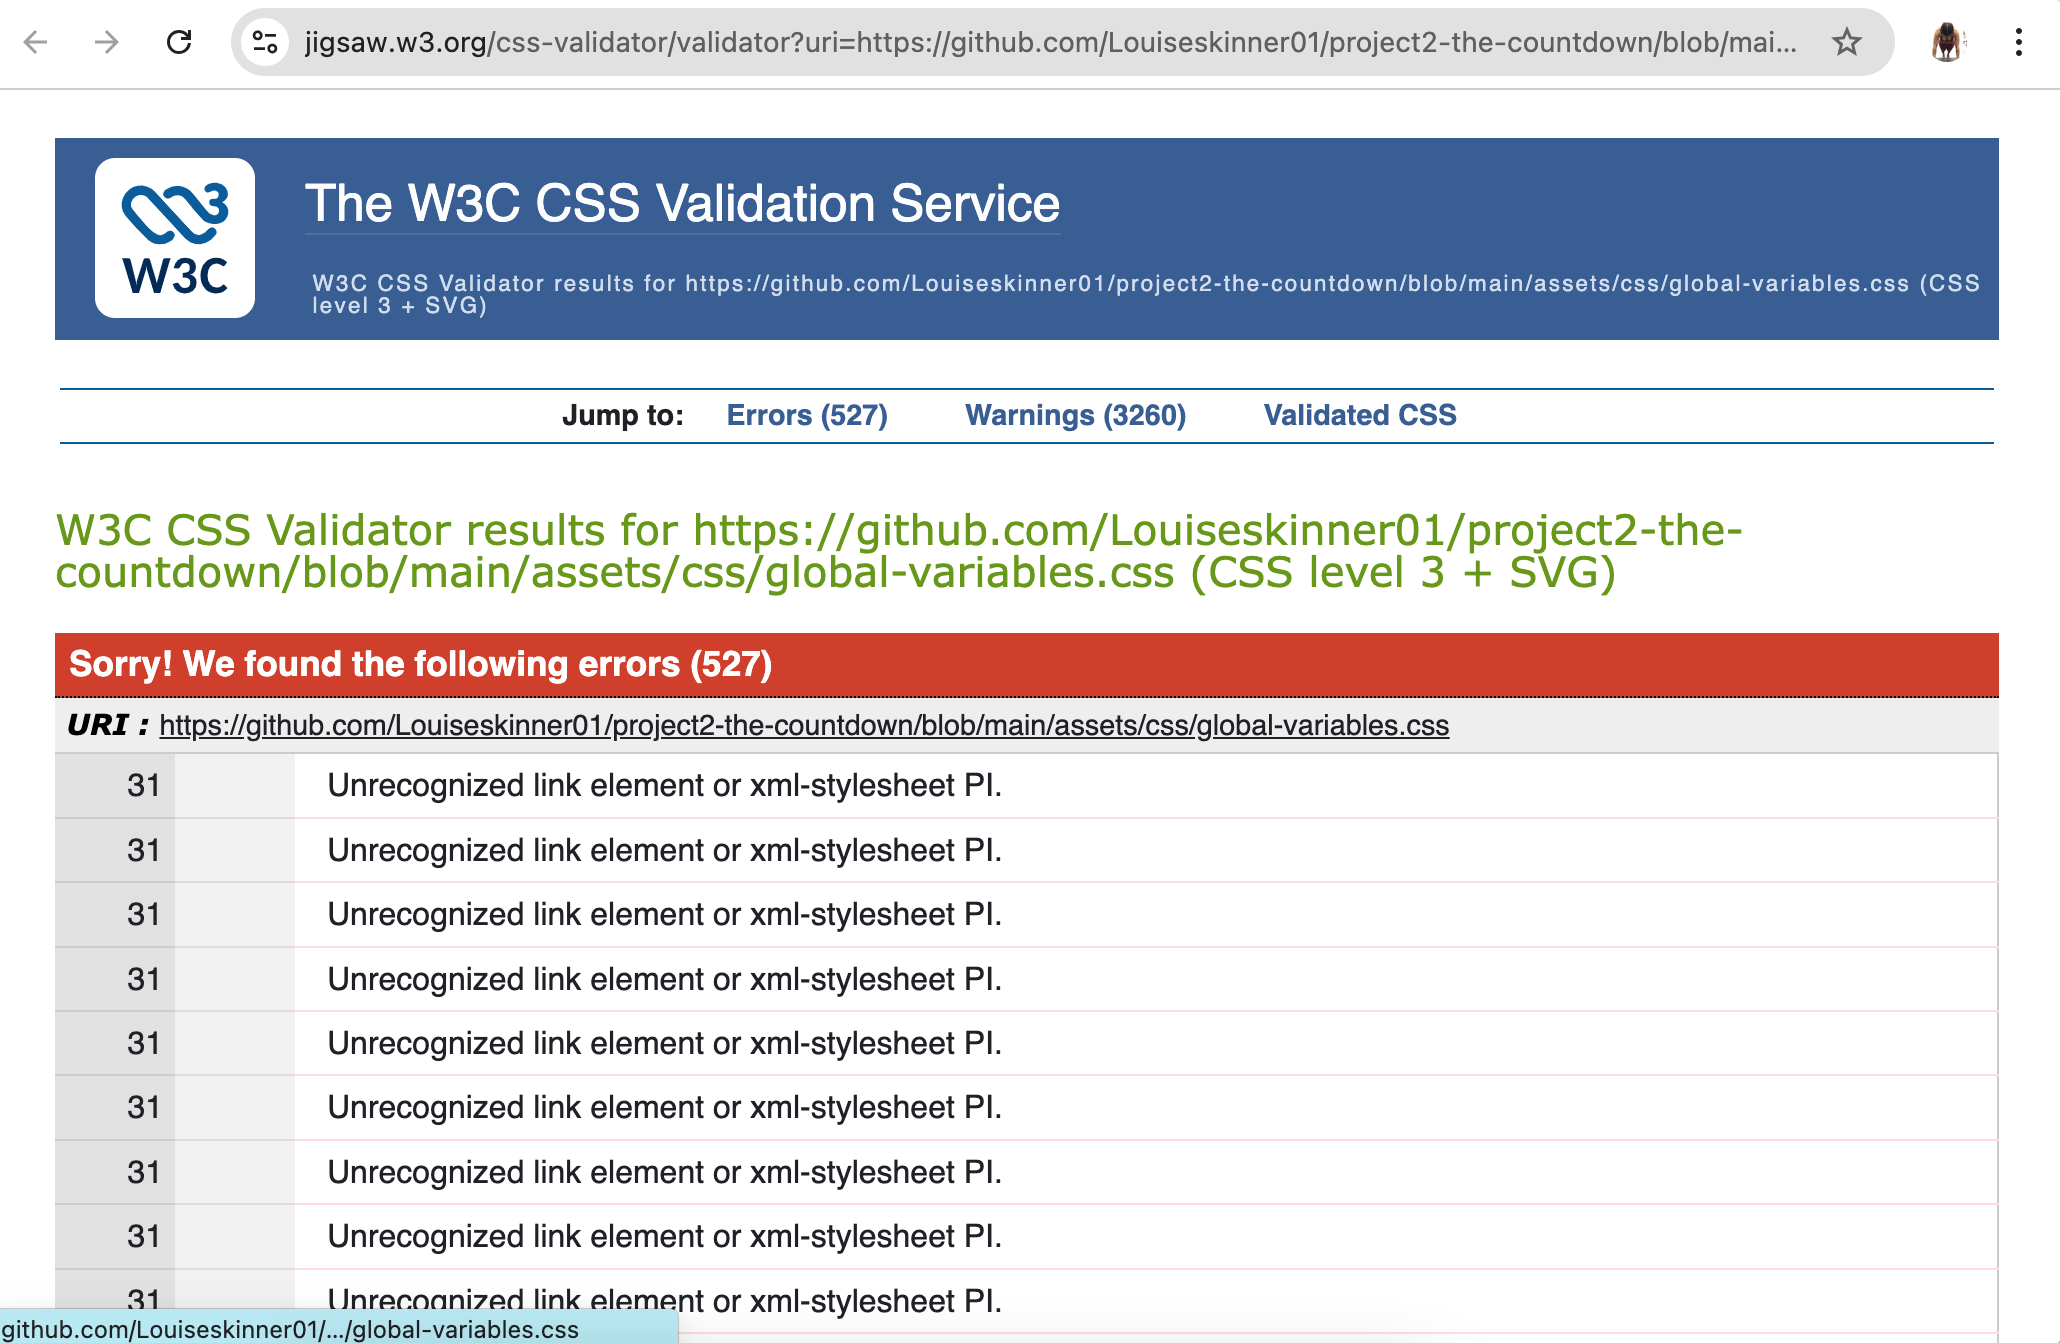 jigsaw.w3.org/css-validator/validator?uri=https://github.com/Louiseskinner01/project2-the-countdown/blob/mai...
W3C
The W3C CSS Validation Service
W3C CSS Validator results for https://github.com/Louiseskinner01/project2-the-countdown/blob/main/assets/css/global-variables.css (CSS
level 3 + SVG)
Jump to: Errors (527) Warnings (3260) Validated CSS
W3C CSS Validator results for https://github.com/Louiseskinner01/project2-the-
countdown/blob/main/assets/css/global-variables.css (CSS level 3 + SVG)
Sorry! We found the following errors (527)
URI : https://github.com/Louiseskinner01/project2-the-countdown/blob/main/assets/css/global-variables.css
31 Unrecognized link element or xml-stylesheet PI.
31 Unrecognized link element or xml-stylesheet PI.
31 Unrecognized link element or xml-stylesheet PI.
31 Unrecognized link element or xml-stylesheet PI.
31 Unrecognized link element or xml-stylesheet PI.
31 Unrecognized link element or xml-stylesheet PI.
31 Unrecognized link element or xml-stylesheet PI.
31 Unrecognized link element or xml-stylesheet PI.
31 Unrecognized link element or xml-stylesheet PI.
github.com/Louiseskinner01/.../global-variables.css